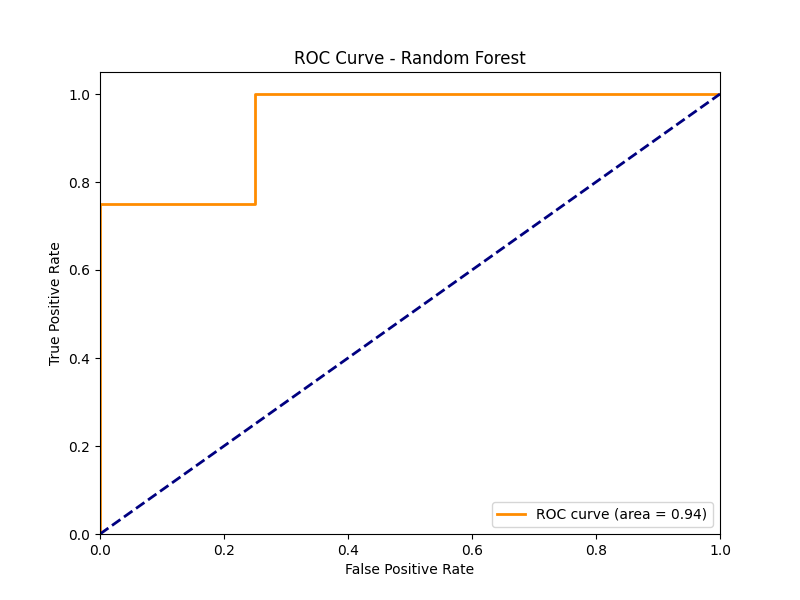 ROC Curve - Random Forest
True Positive Rate
1.0
0.8
0.6
0.4
0.2
0.0
0.0 0.2 0.4 0.6 0.8 1.0
False Positive Rate
ROC curve (area = 0.94)